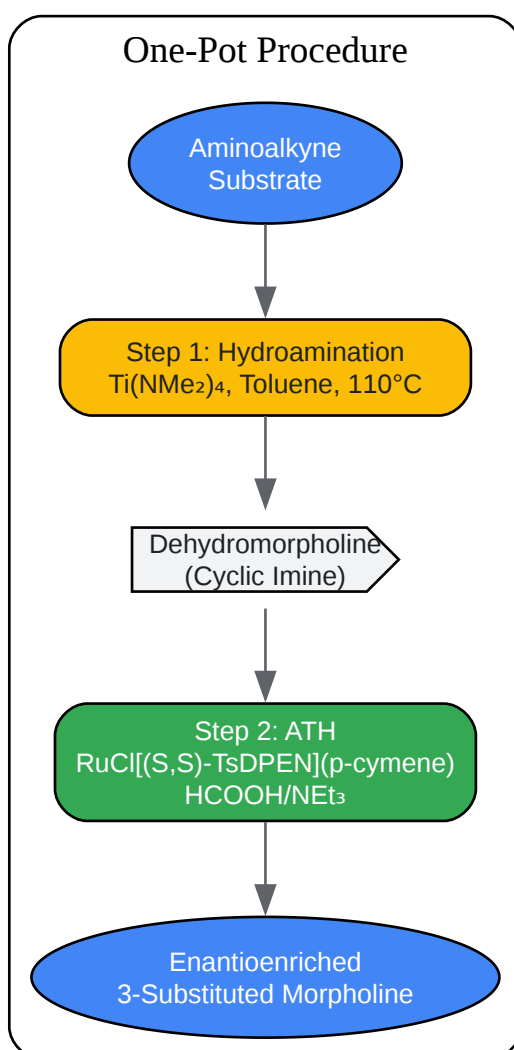 One-Pot Procedure
Aminoalkyne
Substrate
Step 1: Hydroamination
Ti(NMe₂)₄, Toluene, 110°C
Dehydromorpholine
(Cyclic Imine)
Step 2: ATH
RuCl[(S,S)-TsDPEN](p-cymene)
HCOOH/NEt₃
Enantioenriched
3-Substituted Morpholine